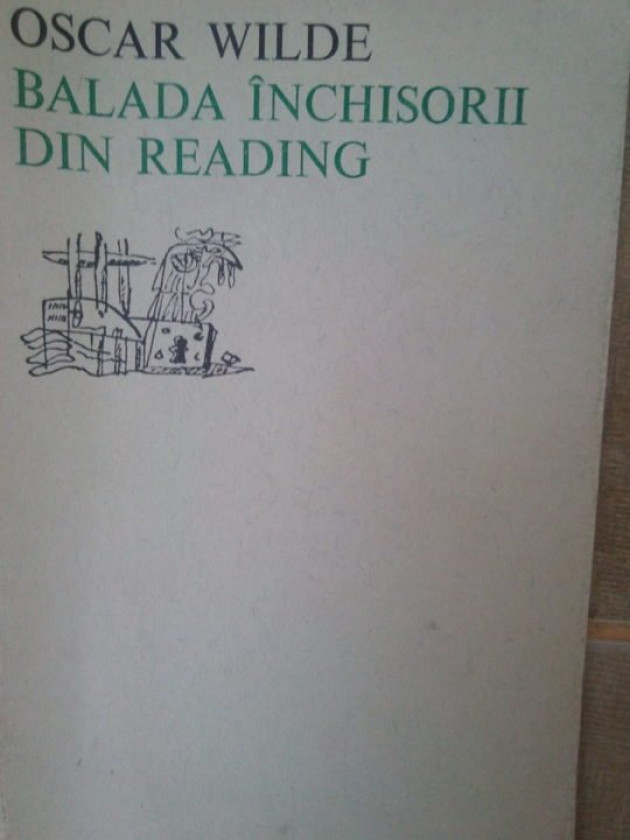 OSCAR WILDE
BALADA ÎNCHISORII
DIN READING